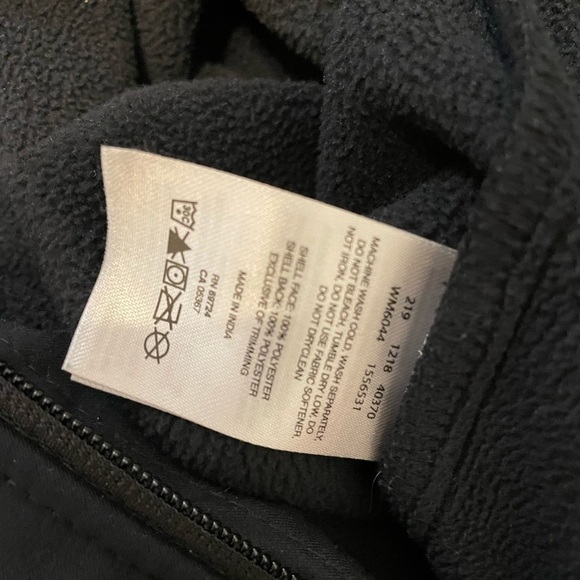 219 1218 40370
WM6044 1556531
MACHINE WASH COLD, WASH SEPARATELY
DO NOT BLEACH, TUMBLE DRY LOW, DO
NOT IRON, DO NOT USE FABRIC SOFTENER,
DO NOT DRYCLEAN
SHELL FACE: 100% POLYESTER
SHELL BACK: 100% POLYESTER
EXCLUSIVE OF TRIMMING
MADE IN INDIA
RN 69724
CA 05367
30C